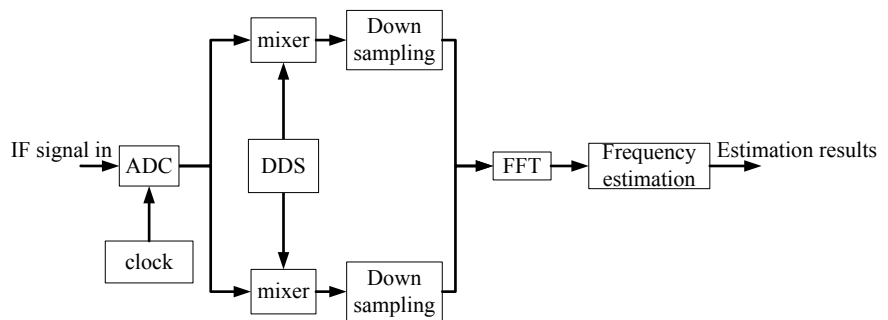 mixer
Down
sampling
IF signal in
ADC
DDS
FFT
Frequency
estimation
Estimation results
clock
mixer
Down
sampling